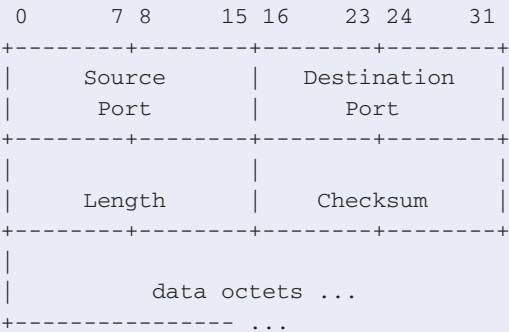 0      7 8     15 16    23 24    31
+--------+--------+--------+--------+
|     Source      |   Destination   |
|      Port       |      Port       |
+--------+--------+--------+--------+
|                 |                 |
|     Length      |    Checksum     |
+--------+--------+--------+--------+
|
|          data octets ...
+---------------- ...